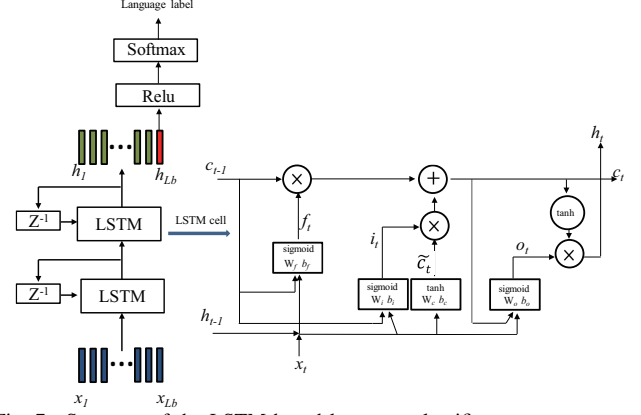 Language label
Softmax
Relu
h1 hLb
Z-1
LSTM
LSTM cell
Z-1
LSTM
x1 xLb
ct-1
×
+
ht
ct
ft
it
×
tanh
c̃t
ot
×
sigmoid
Wf bf
sigmoid
Wi bi
tanh
Wc bc
sigmoid
Wo bo
ht-1
xt